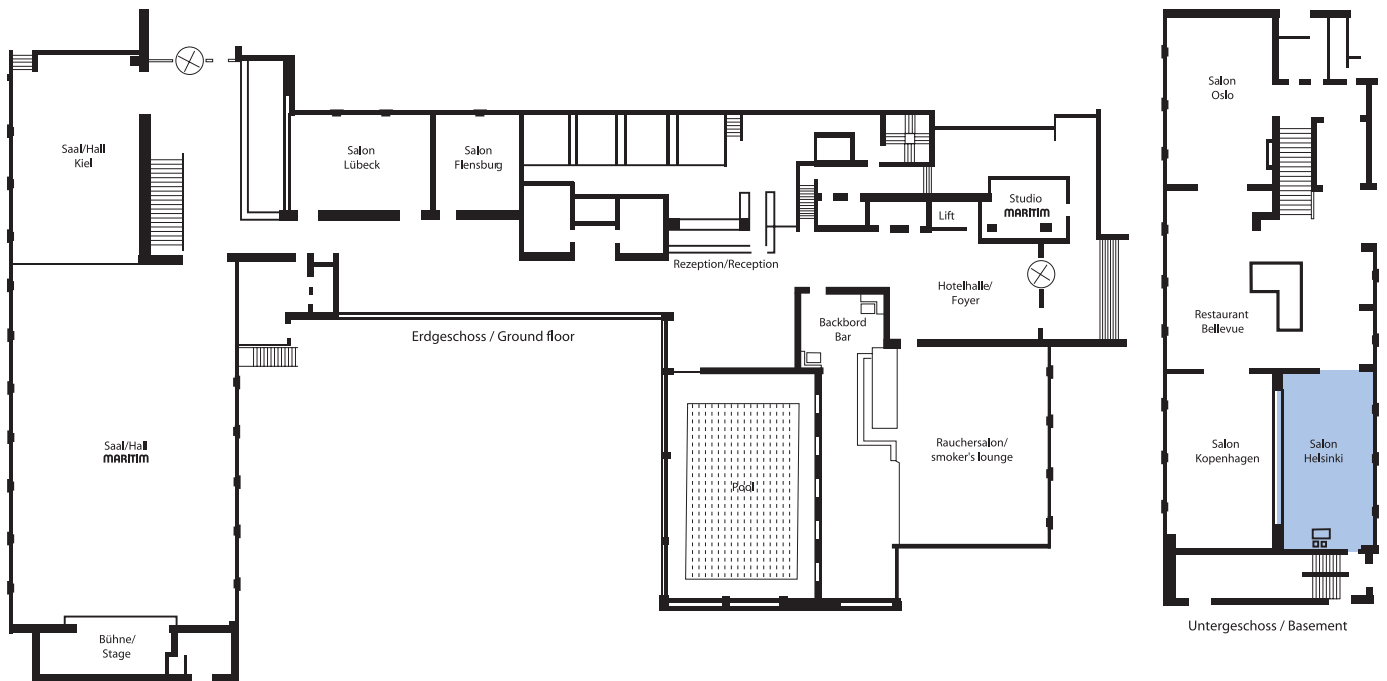 Saal/Hall
Kiel
Salon
Lübeck
Salon
Flensburg
Studio
MARITIM
Lift
Rezeption/Reception
Hotelhalle/
Foyer
Erdgeschoss / Ground floor
Backbord
Bar
Saal/Hall
MARITIM
Pool
Rauchersalon/
smoker's lounge
Bühne/
Stage
Salon
Oslo
Restaurant
Bellevue
Salon
Kopenhagen
Salon
Helsinki
Untergeschoss / Basement